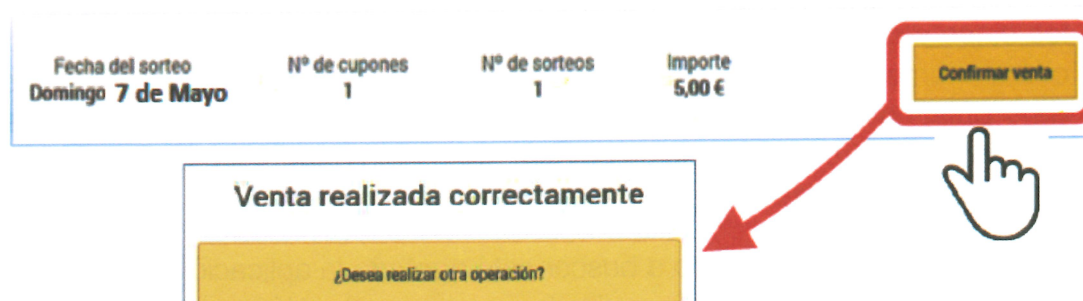 Fecha del sorteo Nº de cupones Nº de sorteos Importe
Domingo 7 de Mayo 1 1 5,00 €
Confirmar venta
Venta realizada correctamente
¿Desea realizar otra operación?